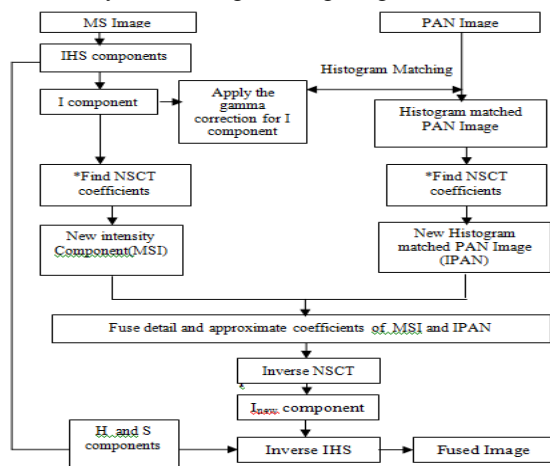 MS Image
PAN Image
IHS components
Histogram Matching
I component
Apply the
gamma
correction for I
component
Histogram matched
PAN Image
*Find NSCT
coefficients
*Find NSCT
coefficients
New intensity
Component(MSI)
New Histogram
matched PAN Image
(IPAN)
Fuse detail and approximate coefficients of MSI and IPAN
Inverse NSCT
Inew component
H and S
components
Inverse IHS
Fused Image